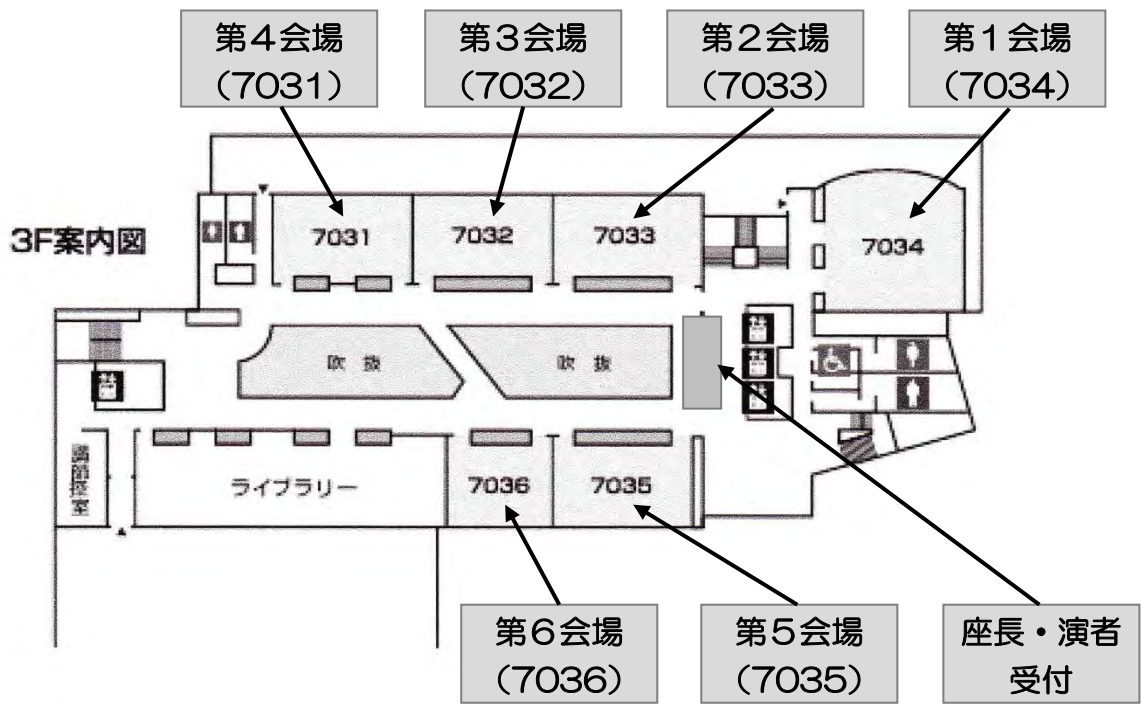 第4会場
(7031)
第3会場
(7032)
第2会場
(7033)
第1会場
(7034)
3F案内図
7031
7032
7033
7034
吹 抜
吹 抜
ライブラリー
7036
7035
第6会場
(7036)
第5会場
(7035)
座長・演者
受付